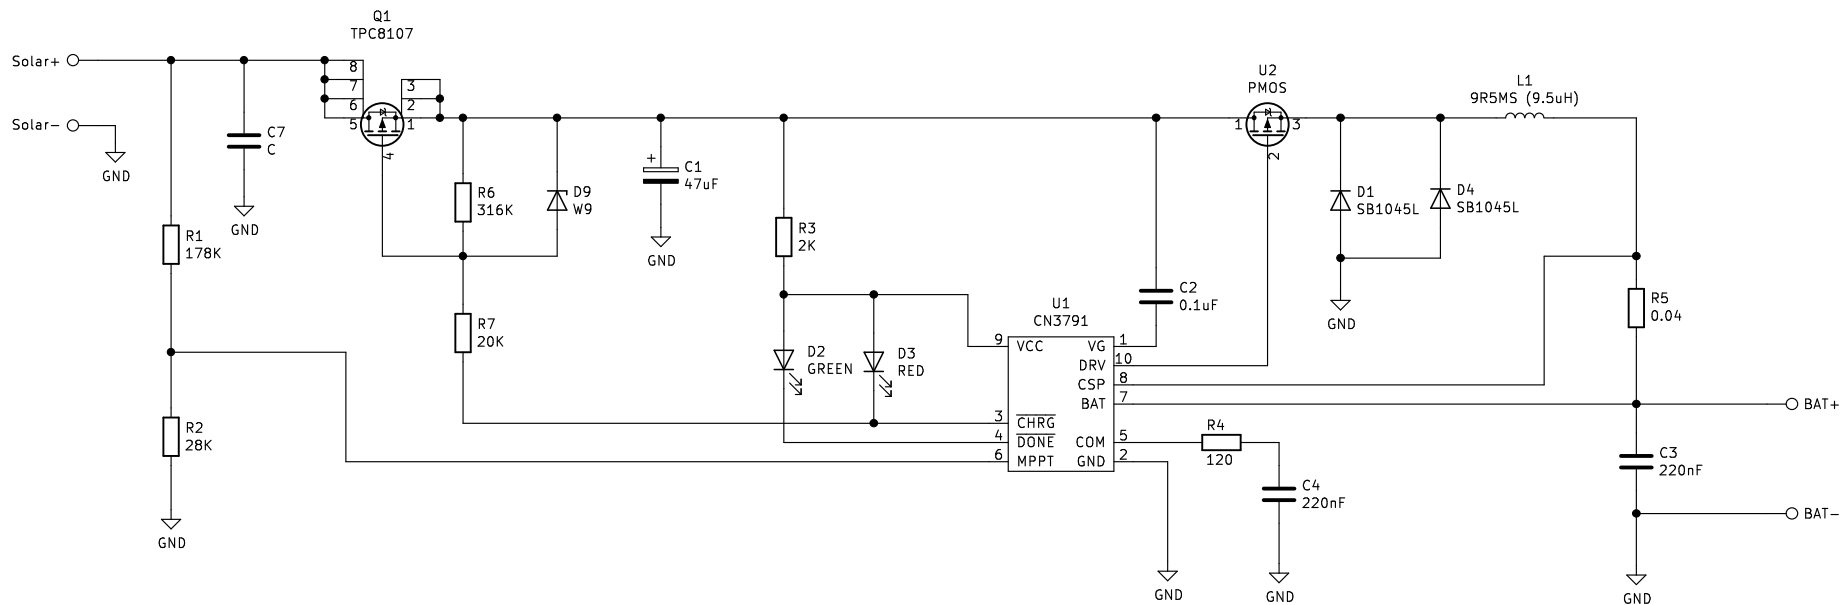 Q1
TPC8107
Solar+
8
7
6
5
3
2
1
4
Solar-
GND
C7
C
GND
R1
178K
R2
28K
GND
R6
316K
D9
W9
R7
20K
C1
47uF
GND
R3
2K
D2
GREEN
D3
RED
U1
CN3791
9
VCC
3
CHRG
4
DONE
6
MPPT
VG
1
DRV
10
CSP
8
BAT
7
COM
5
GND
2
C2
0.1uF
U2
PMOS
1
3
2
L1
9R5MS (9.5uH)
D1
SB1045L
D4
SB1045L
GND
R5
0.04
BAT+
R4
120
C4
220nF
C3
220nF
BAT-
GND
GND
GND